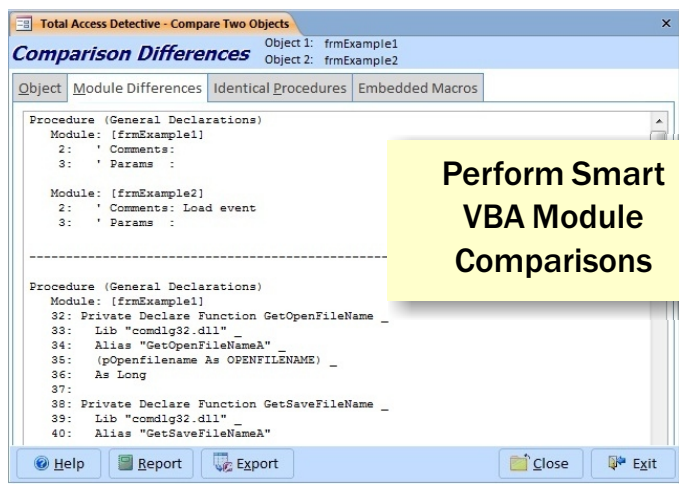 Total Access Detective - Compare Two Objects
Comparison Differences
Object 1: frmExample1
Object 2: frmExample2
Object Module Differences Identical Procedures Embedded Macros
Procedure (General Declarations)
Module: [frmExample1]
2: ' Comments:
3: ' Params :
Module: [frmExample2]
2: ' Comments: Load event
3: ' Params :
--------------------------------------------------
Procedure (General Declarations)
Module: [frmExample1]
32: Private Declare Function GetOpenFileName _
33: Lib "comdlg32.dll" _
34: Alias "GetOpenFileNameA" _
35: (pOpenfilename As OPENFILENAME) _
36: As Long
37:
38: Private Declare Function GetSaveFileName _
39: Lib "comdlg32.dll" _
40: Alias "GetSaveFileNameA"
Perform Smart
VBA Module
Comparisons
Help Report Export Close Exit